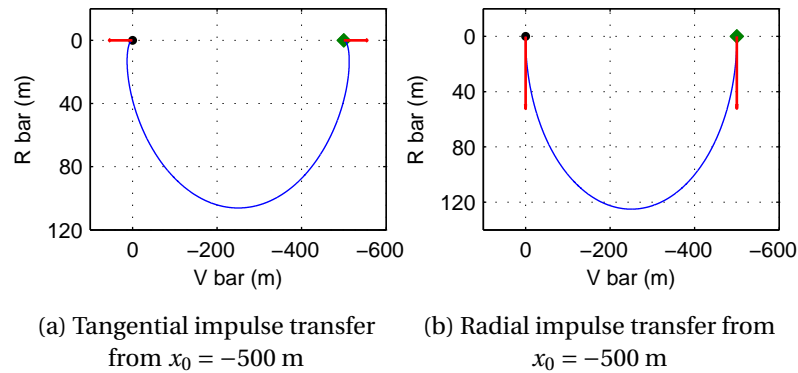 0
40
80
120
R bar (m)
0 −200 −400 −600
V bar (m)
(a) Tangential impulse transfer
from x₀ = −500 m
0
40
80
120
R bar (m)
0 −200 −400 −600
V bar (m)
(b) Radial impulse transfer from
x₀ = −500 m